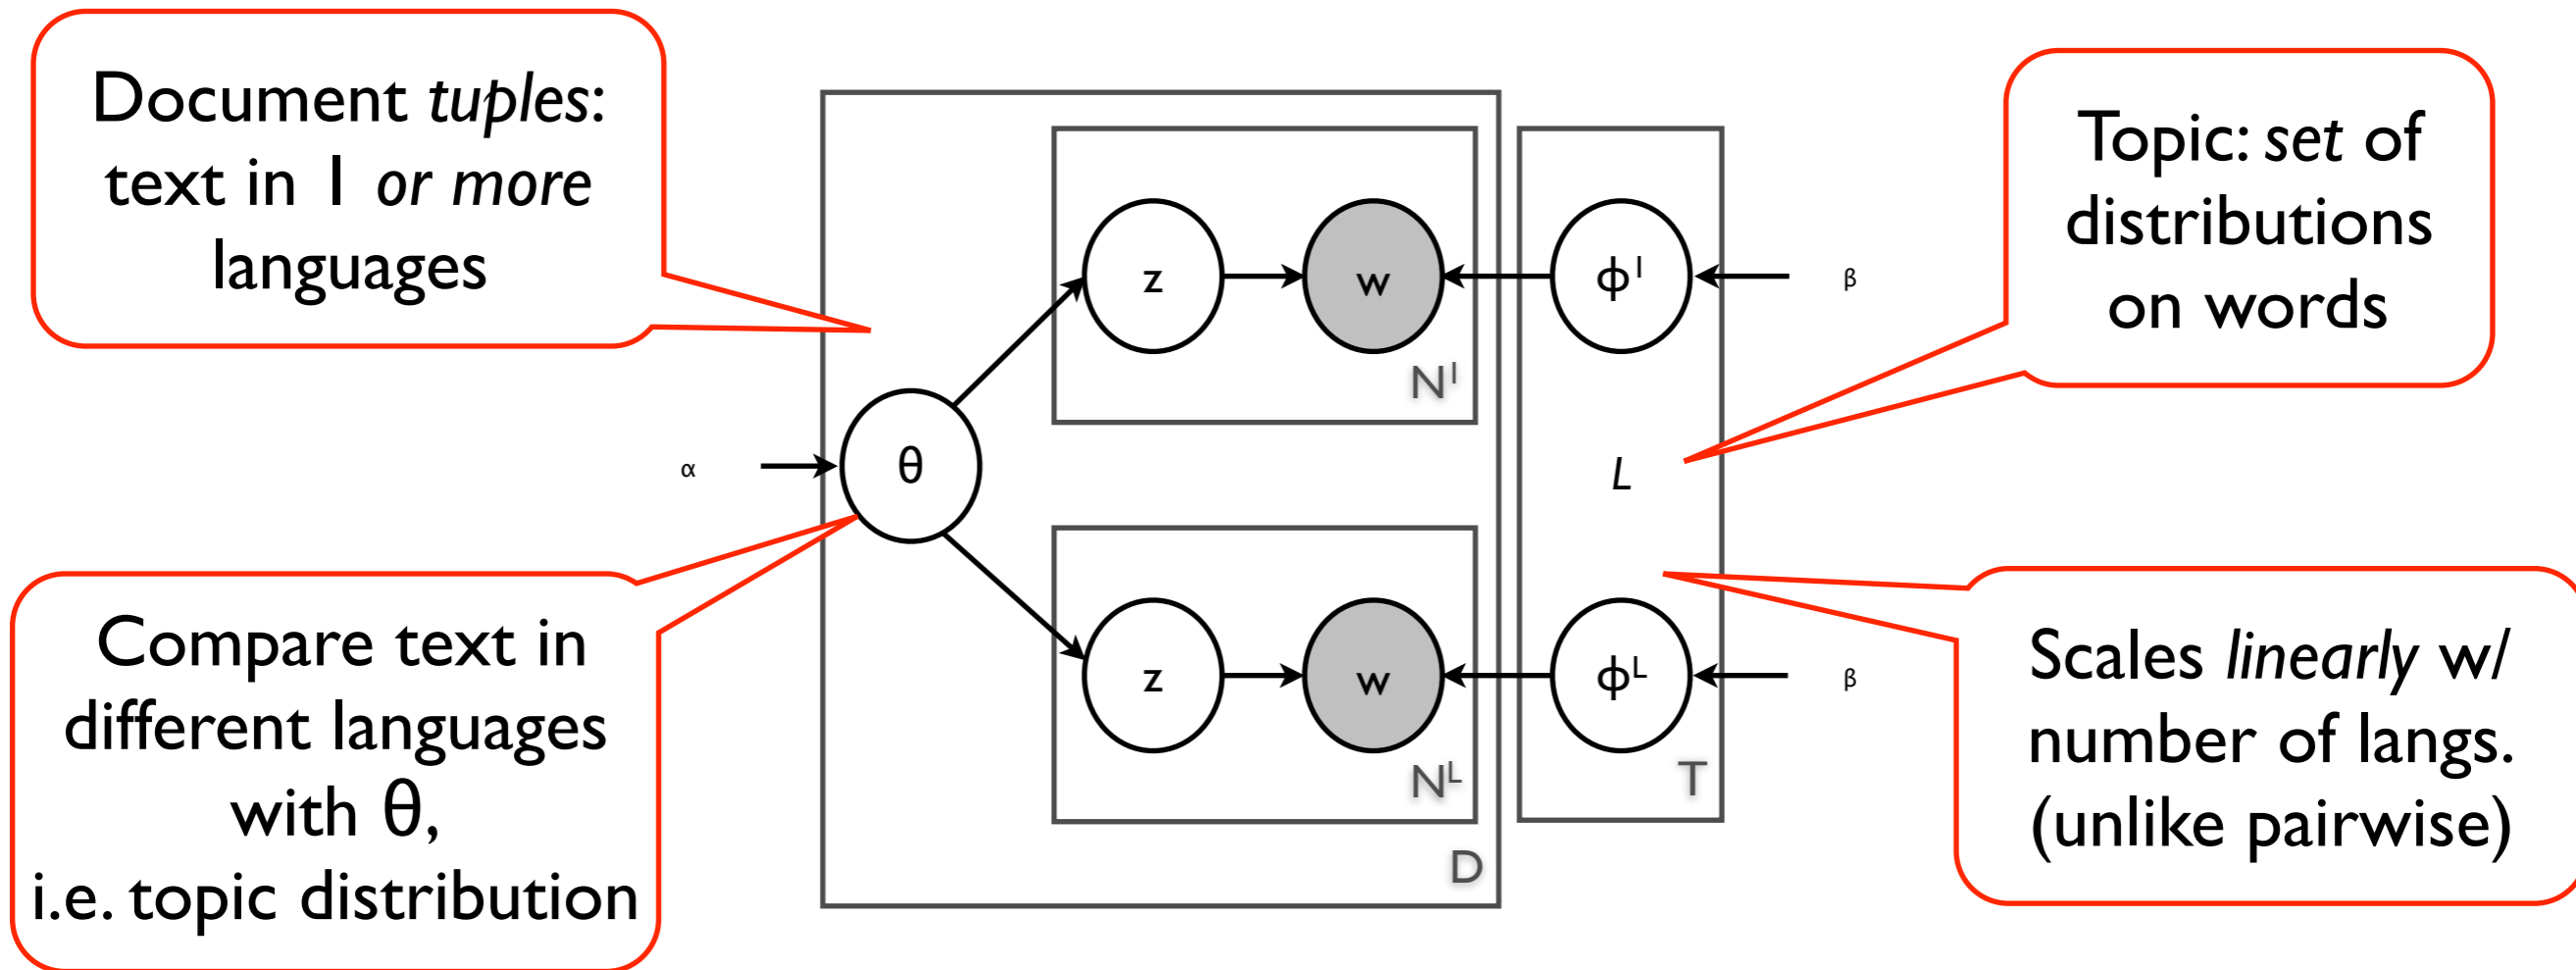 Document tuples:
text in 1 or more
languages
Topic: set of
distributions
on words
z
w
N¹
ϕ¹
β
α
θ
L
z
w
Nᴸ
ϕᴸ
β
T
D
Compare text in
different languages
with θ,
i.e. topic distribution
Scales linearly w/
number of langs.
(unlike pairwise)